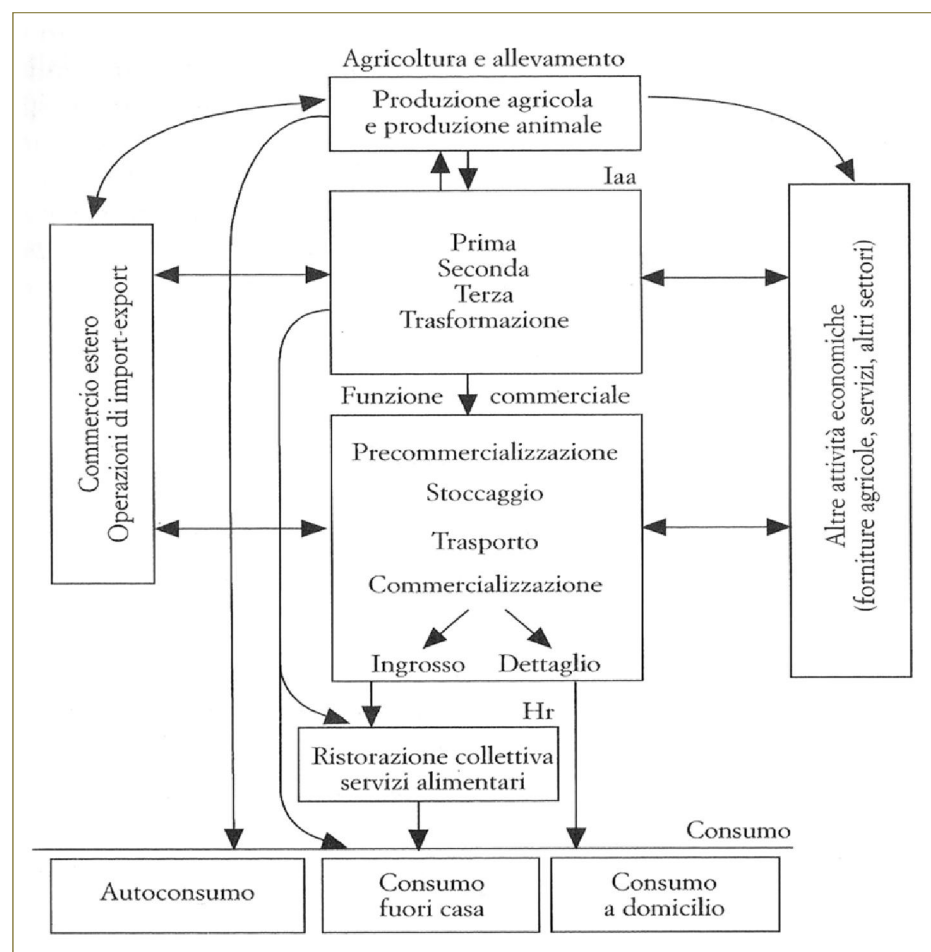 Agricoltura e allevamento
Produzione agricola
e produzione animale
Iaa
Prima
Seconda
Terza
Trasformazione
Commercio estero
Operazioni di import-export
Altre attività economiche
(forniture agricole, servizi, altri settori)
Funzione commerciale
Precommercializzazione
Stoccaggio
Trasporto
Commercializzazione
Ingrosso Dettaglio
Hr
Ristorazione collettiva
servizi alimentari
Consumo
Autoconsumo
Consumo
fuori casa
Consumo
a domicilio